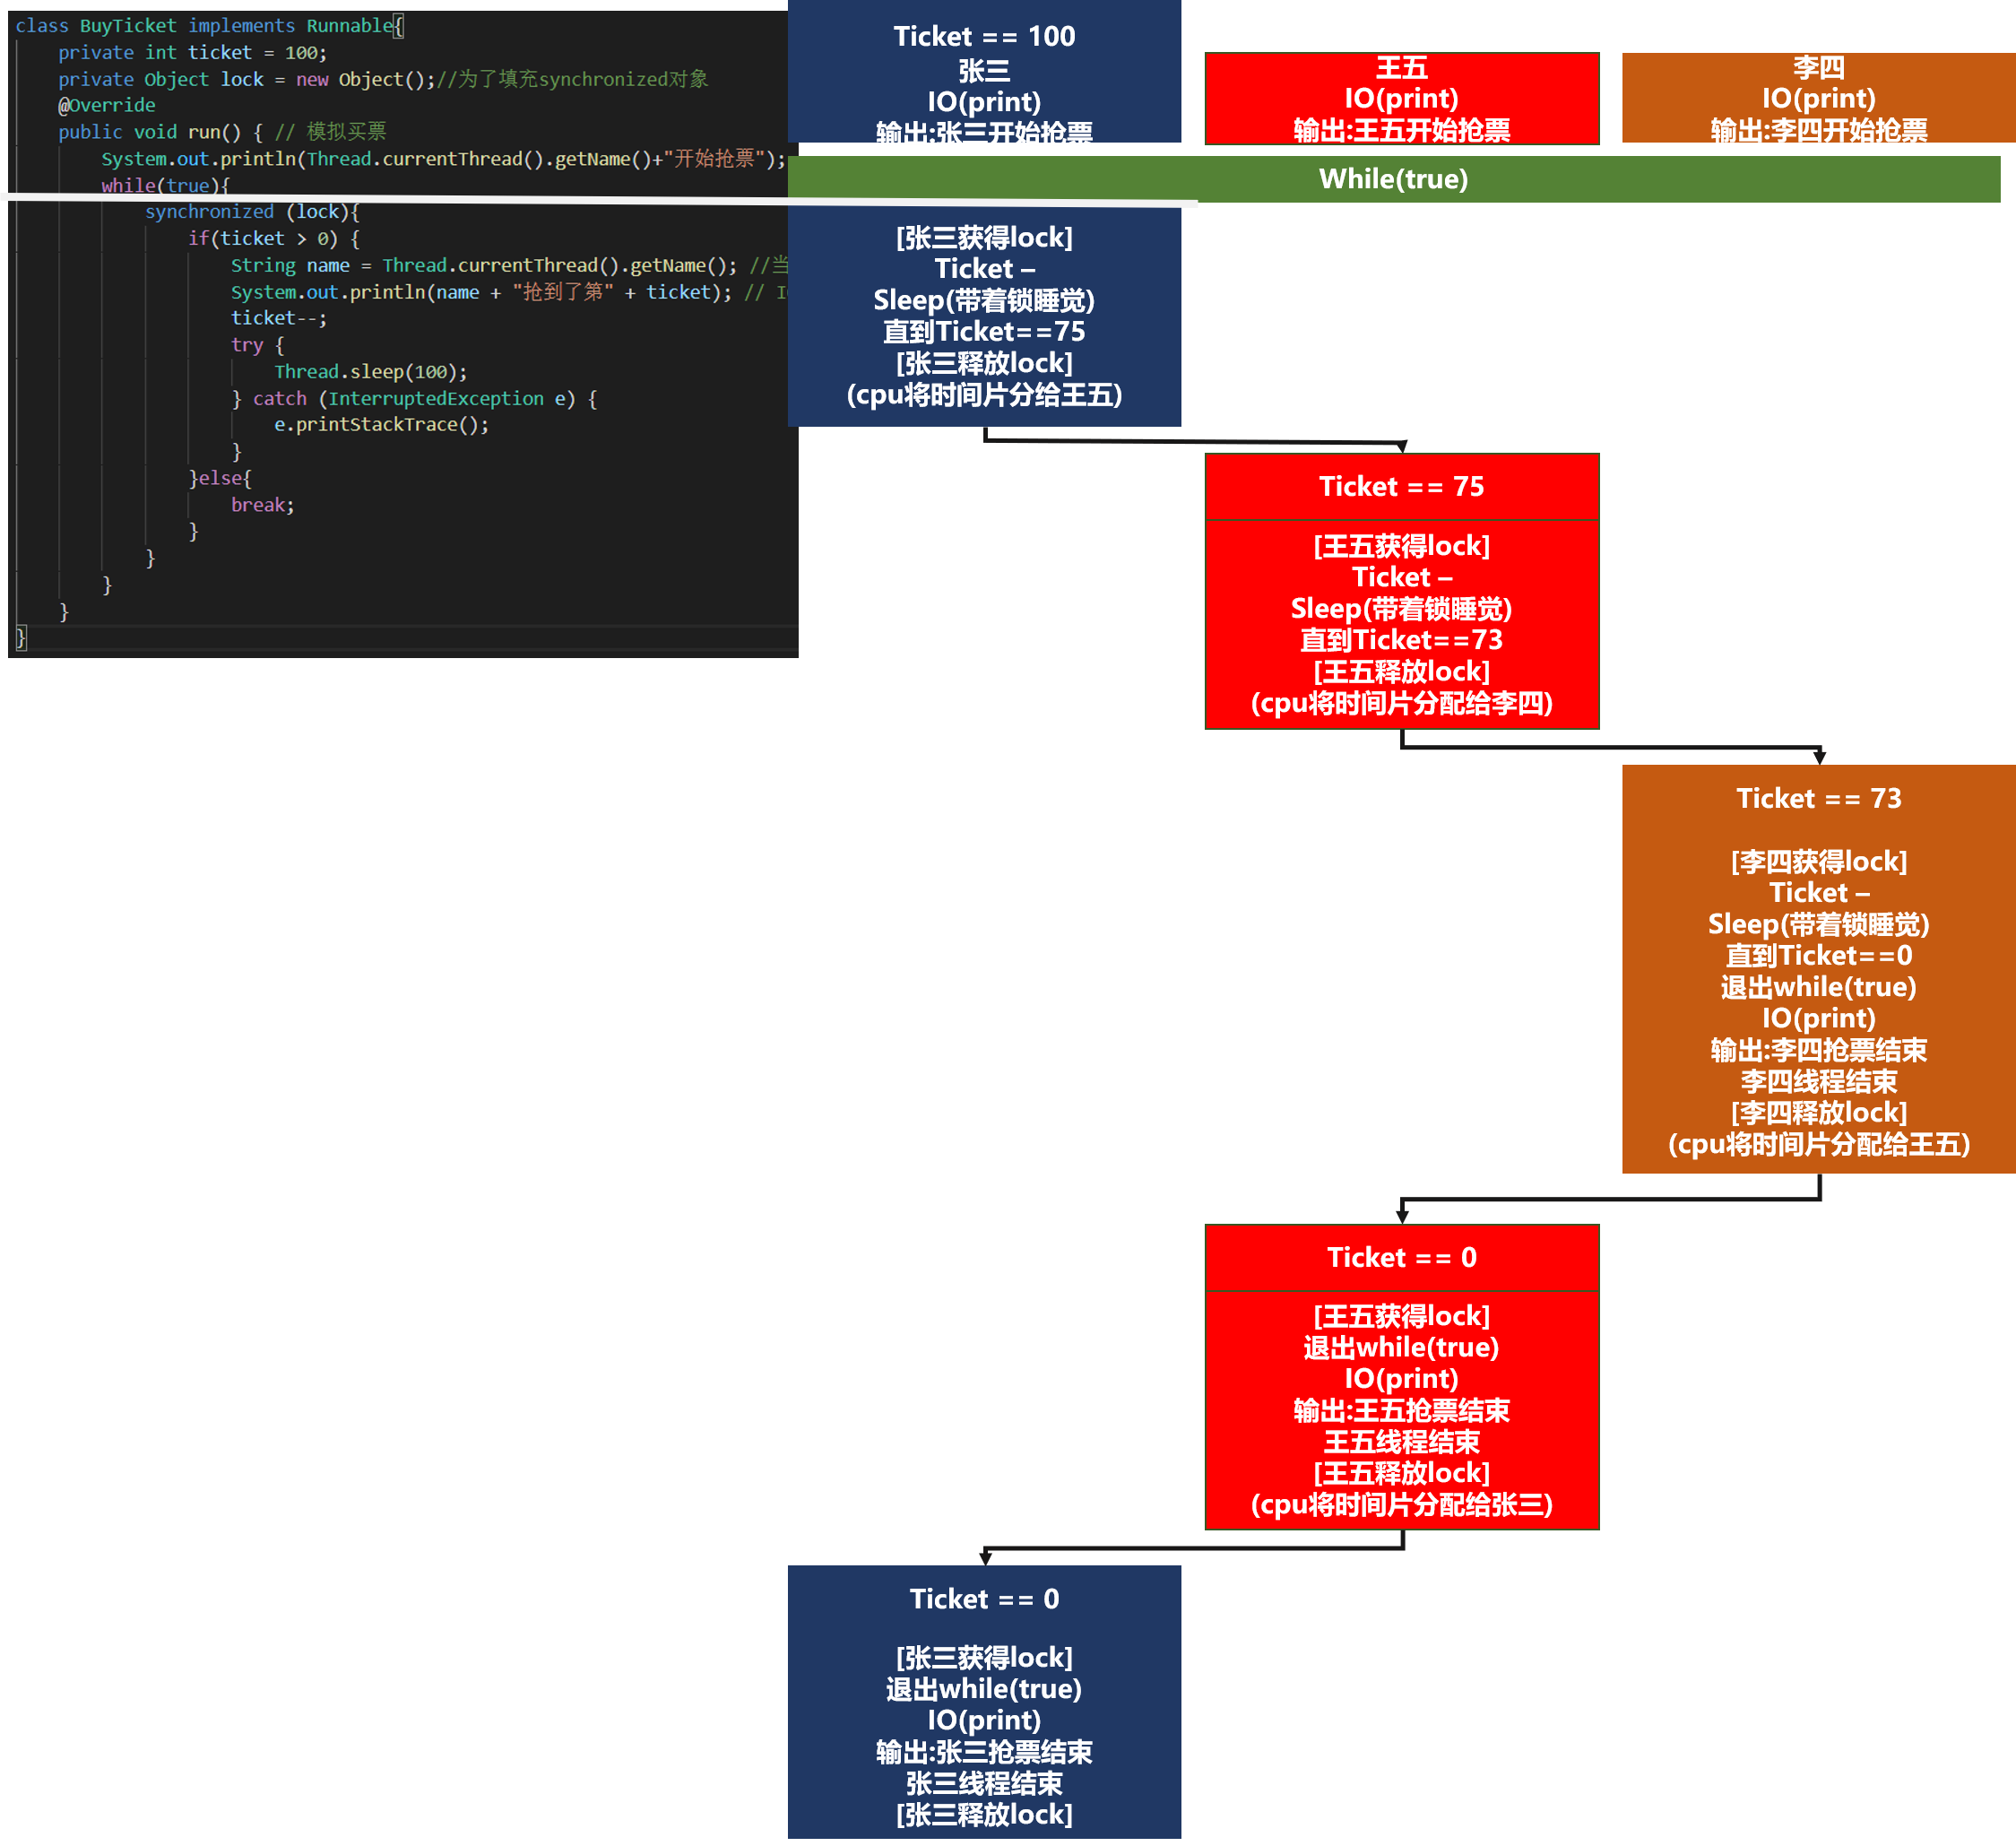 class BuyTicket implements Runnable{
private int ticket = 100;
private Object lock = new Object();//为了填充synchronized对象
@Override
public void run() { // 模拟买票
System.out.println(Thread.currentThread().getName()+"开始抢票");
while(true){
synchronized (lock){
if(ticket > 0) {
String name = Thread.currentThread().getName(); //当
System.out.println(name + "抢到了第" + ticket); // I
ticket--;
try {
Thread.sleep(100);
} catch (InterruptedException e) {
e.printStackTrace();
}
}else{
break;
}
}
}
}
}
Ticket == 100
张三
IO(print)
输出:张三开始抢票
王五
IO(print)
输出:王五开始抢票
李四
IO(print)
输出:李四开始抢票
While(true)
[张三获得lock]
Ticket –
Sleep(带着锁睡觉)
直到Ticket==75
[张三释放lock]
(cpu将时间片分给王五)
Ticket == 75
[王五获得lock]
Ticket –
Sleep(带着锁睡觉)
直到Ticket==73
[王五释放lock]
(cpu将时间片分配给李四)
Ticket == 73
[李四获得lock]
Ticket –
Sleep(带着锁睡觉)
直到Ticket==0
退出while(true)
IO(print)
输出:李四抢票结束
李四线程结束
[李四释放lock]
(cpu将时间片分配给王五)
Ticket == 0
[王五获得lock]
退出while(true)
IO(print)
输出:王五抢票结束
王五线程结束
[王五释放lock]
(cpu将时间片分配给张三)
Ticket == 0
[张三获得lock]
退出while(true)
IO(print)
输出:张三抢票结束
张三线程结束
[张三释放lock]